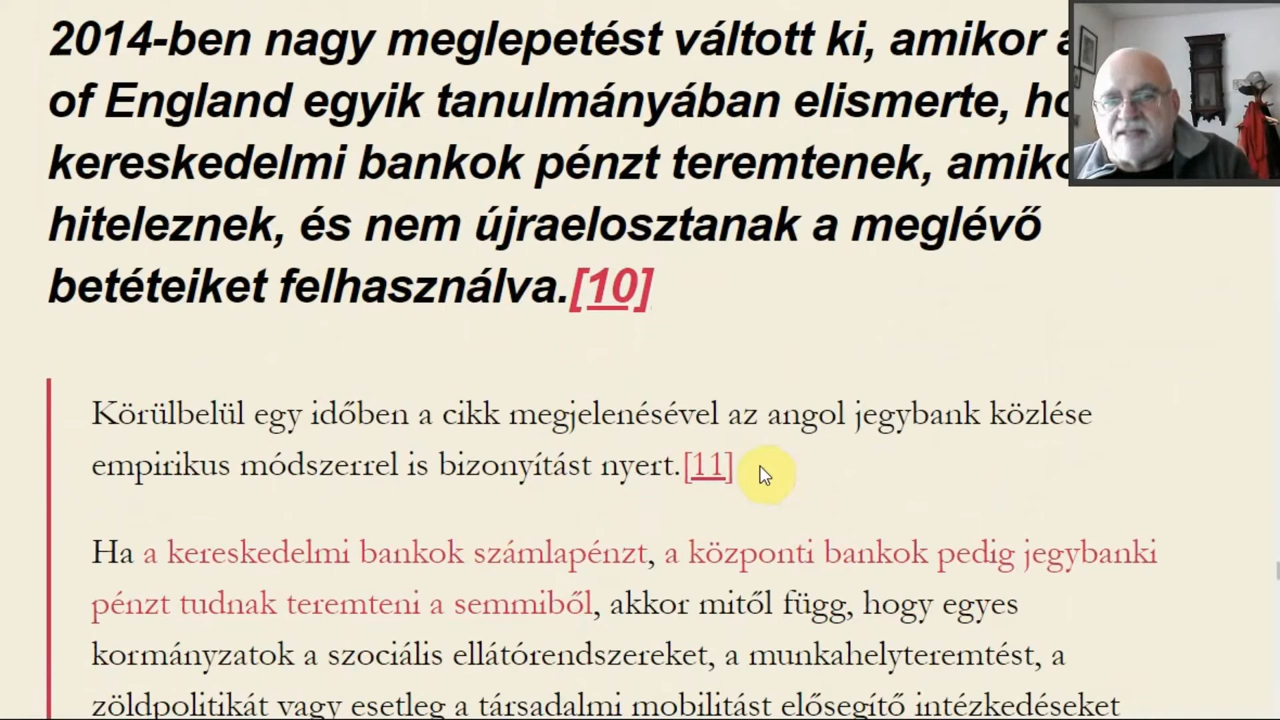 2014-ben nagy meglepetést váltott ki, amikor a
of England egyik tanulmányában elismerte,
kereskedelmi bankok pénzt teremtenek,
hiteleznek, és nem újraelosztanak a meglévő
betéteiket felhasználva.[10]
Körülbelül egy időben a cikk megjelenésével az angol jegybank közlése
empirikus módszerrel is bizonyítást nyert.[11]
Ha a kereskedelmi bankok számlapénzt, a központi bankok pedig jegybanki
pénzt tudnak teremteni a semmiből, akkor mitől függ, hogy egyes
kormányzatok a szociális ellátórendszereket, a munkahelyteremtést, a
zöldpolitikát vagy esetleg a társadalmi mobilitást elősegítő intézkedéseket